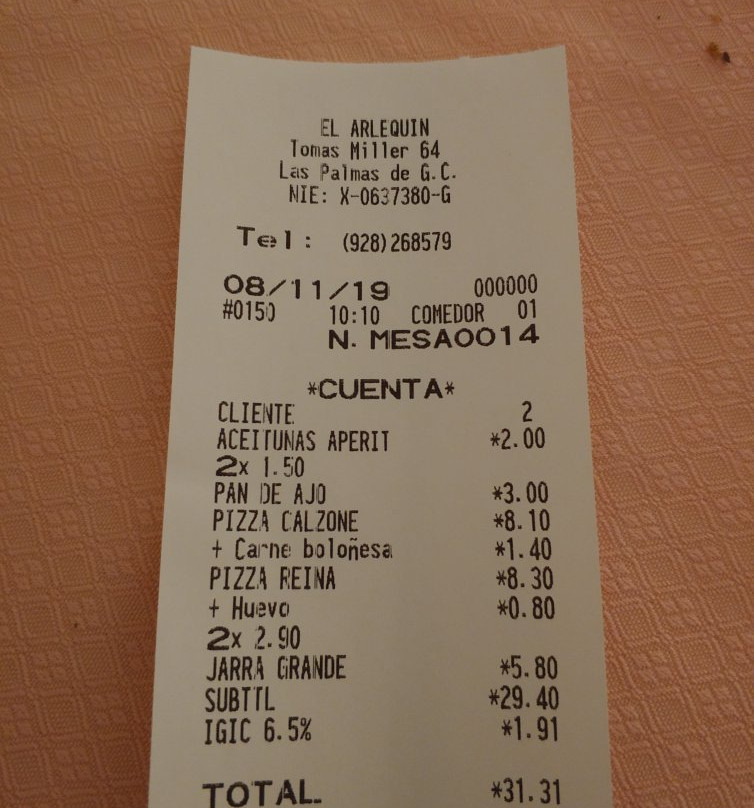 EL ARLEQUIN
Tomas Miller 64
Las Palmas de G.C.
NIE: X-0637380-G
Tel: (928)268579
08/11/19 000000
#0150 10:10 COMEDOR 01
N. MESA0014
*CUENTA*
CLIENTE 2
ACEITUNAS APERIT *2.00
2x 1.50
PAN DE AJO *3.00
PIZZA CALZONE *8.10
+ Carne boloñesa *1.40
PIZZA REINA *8.30
+ Huevo *0.80
2x 2.90
JARRA GRANDE *5.80
SUBTTL *29.40
IGIC 6.5% *1.91
TOTAL *31.31